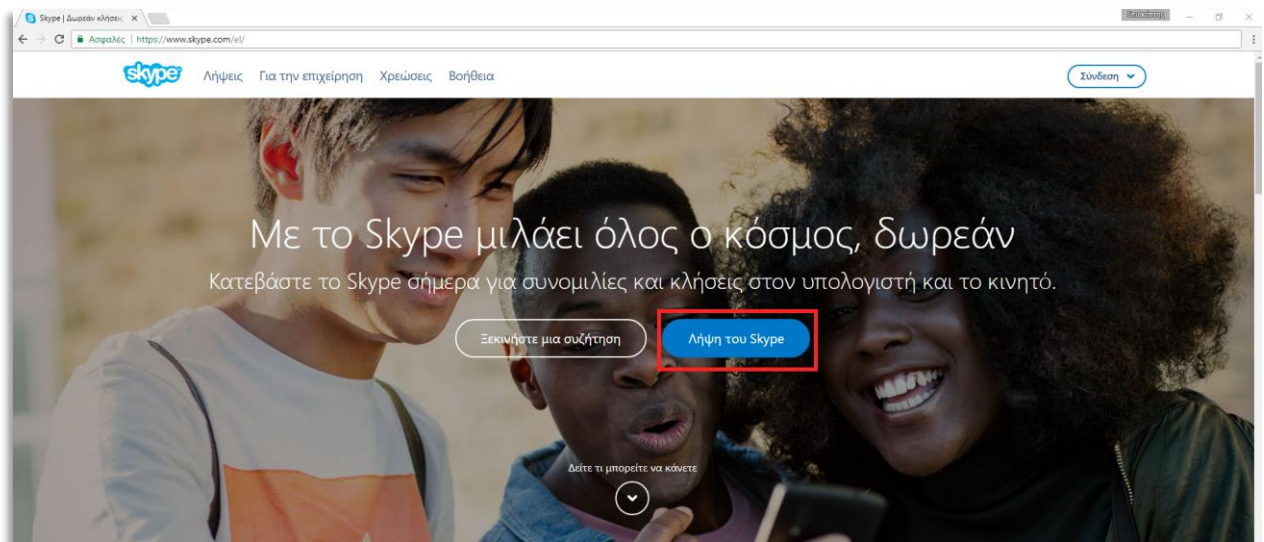 Skype | Δωρεάν κλήσεις
Ασφαλές | https://www.skype.com/el/
skype Λήψεις Για την επιχείρηση Χρεώσεις Βοήθεια Σύνδεση
Με το Skype μιλάει όλος ο κόσμος, δωρεάν
Κατεβάστε το Skype σήμερα για συνομιλίες και κλήσεις στον υπολογιστή και το κινητό.
Ξεκινήστε μια συζήτηση Λήψη του Skype
Δείτε τι μπορείτε να κάνετε